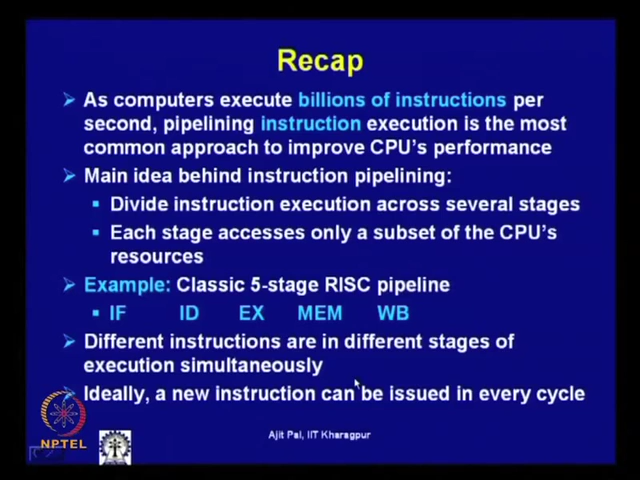 Recap
As computers execute billions of instructions per
second, pipelining instruction execution is the most
common approach to improve CPU's performance
Main idea behind instruction pipelining:
Divide instruction execution across several stages
Each stage accesses only a subset of the CPU's
resources
Example: Classic 5-stage RISC pipeline
IF ID EX MEM WB
Different instructions are in different stages of
execution simultaneously
Ideally, a new instruction can be issued in every cycle
NPTEL
Ajit Pal, IIT Kharagpur